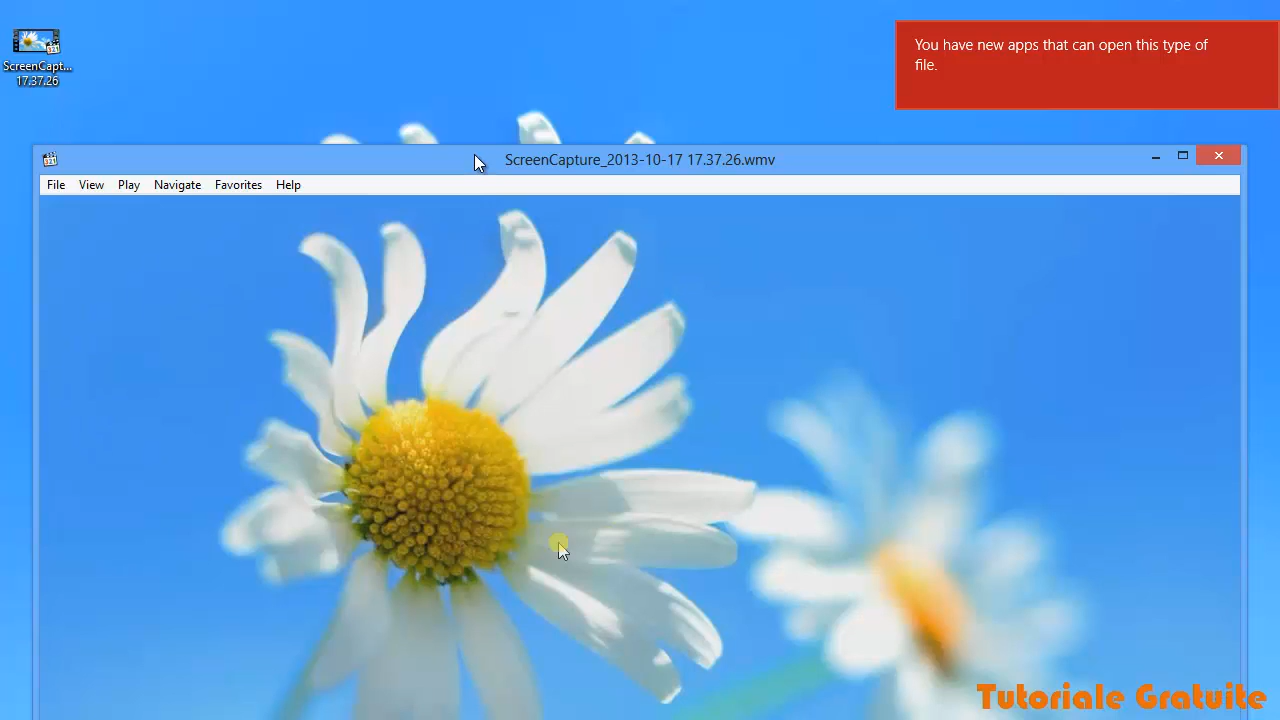 ScreenCapt...
17.37.26
You have new apps that can open this type of
file.
ScreenCapture_2013-10-17 17.37.26.wmv
File View Play Navigate Favorites Help
Tutoriale Gratuite